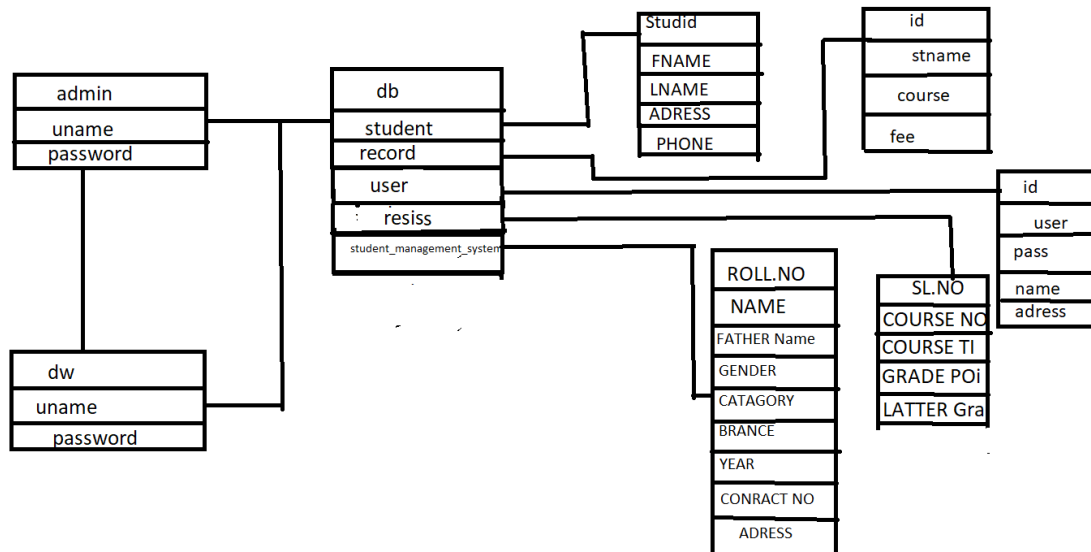 admin
uname
password
dw
uname
password
db
student
record
user
resiss
student_management_system
Studid
FNAME
LNAME
ADRESS
PHONE
id
stname
course
fee
id
user
pass
name
adress
SL.NO
COURSE NO
COURSE TI
GRADE POi
LATTER Gra
ROLL.NO
NAME
FATHER Name
GENDER
CATAGORY
BRANCE
YEAR
CONRACT NO
ADRESS